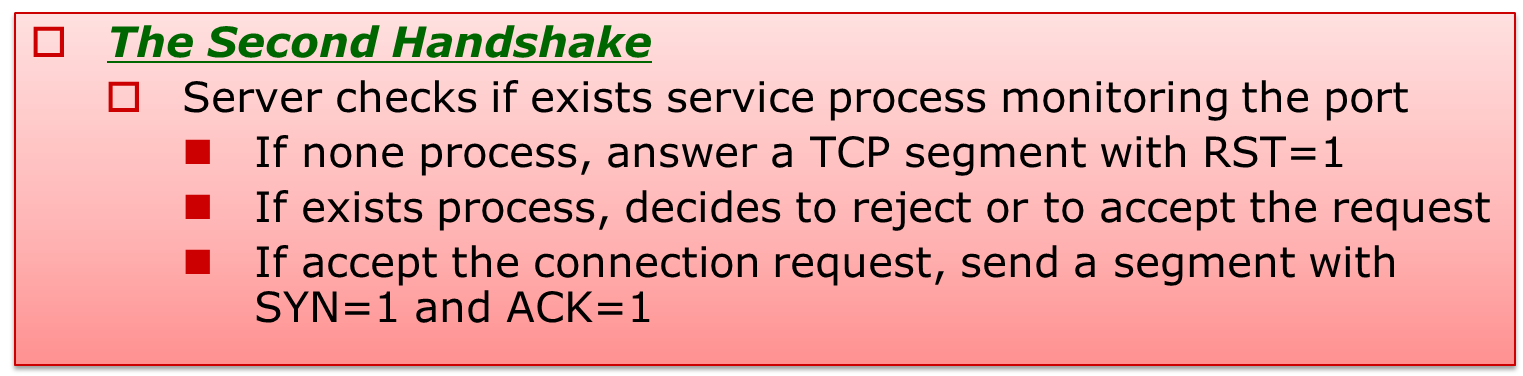 The Second Handshake
Server checks if exists service process monitoring the port
If none process, answer a TCP segment with RST=1
If exists process, decides to reject or to accept the request
If accept the connection request, send a segment with
SYN=1 and ACK=1